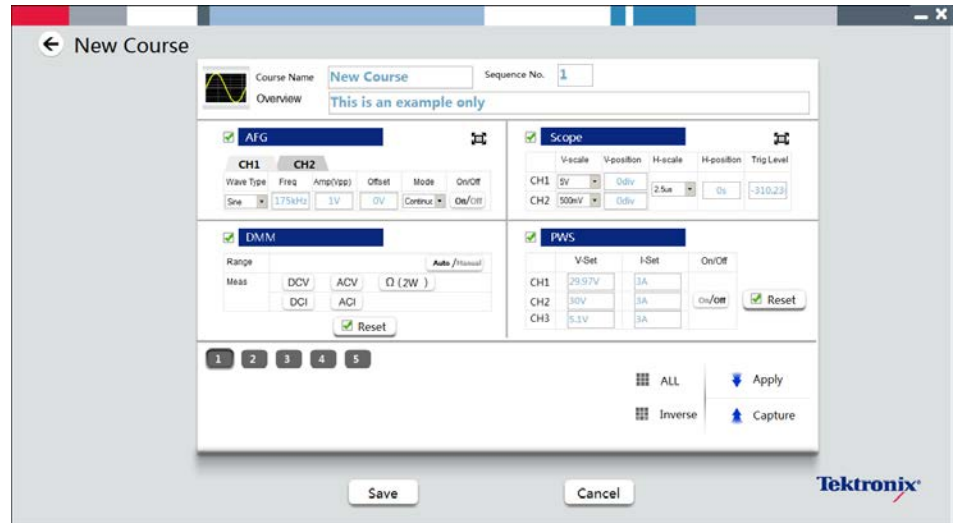 New Course
Course Name New Course Sequence No. 1
Overview This is an example only
AFG
CH1 CH2
Wave Type Freq Amp(Vpp) Offset Mode On/Off
Sine 175kHz 1V 0V Continuc On/Off
Scope
V-scale V-position H-scale H-position Trig Level
CH1 5V 0div 2.5us 0s -310.23
CH2 500mV 0div
DMM
Range Auto/Manual
Meas DCV ACV Ω (2W )
DCI ACI
Reset
PWS
V-Set I-Set On/Off
CH1 29.97V 3A
CH2 30V 3A On/Off Reset
CH3 5.1V 3A
1 2 3 4 5
ALL Apply
Inverse Capture
Save Cancel
Tektronix